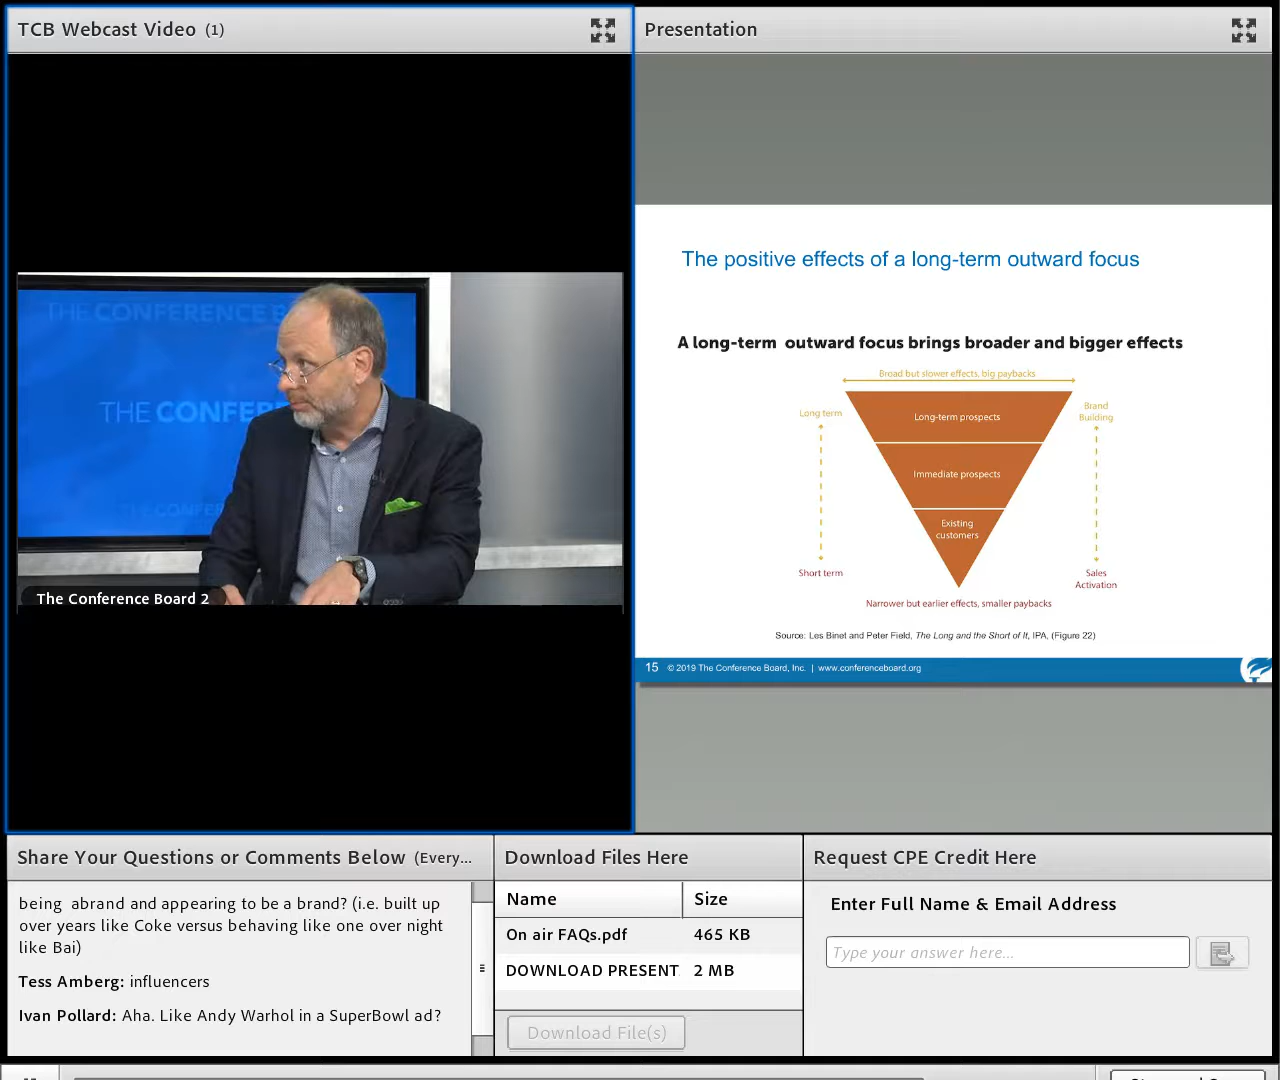 TCB Webcast Video (1)
Presentation
THE CONFERENCE B
THE CONFER
THE CONFER
The Conference Board 2
The positive effects of a long-term outward focus
A long-term outward focus brings broader and bigger effects
Broad but slower effects, big paybacks
Long term
Long-term prospects
Brand
Building
Immediate prospects
Existing
customers
Short term
Sales
Activation
Narrower but earlier effects, smaller paybacks
Source: Les Binet and Peter Field, The Long and the Short of It, IPA, (Figure 22)
15 © 2019 The Conference Board, Inc. | www.conferenceboard.org
Share Your Questions or Comments Below (Every...
being abrand and appearing to be a brand? (i.e. built up
over years like Coke versus behaving like one over night
like Bai)
Tess Amberg: influencers
Ivan Pollard: Aha. Like Andy Warhol in a SuperBowl ad?
Download Files Here
Name Size
On air FAQs.pdf 465 KB
DOWNLOAD PRESENT 2 MB
Download File(s)
Request CPE Credit Here
Enter Full Name & Email Address
Type your answer here...